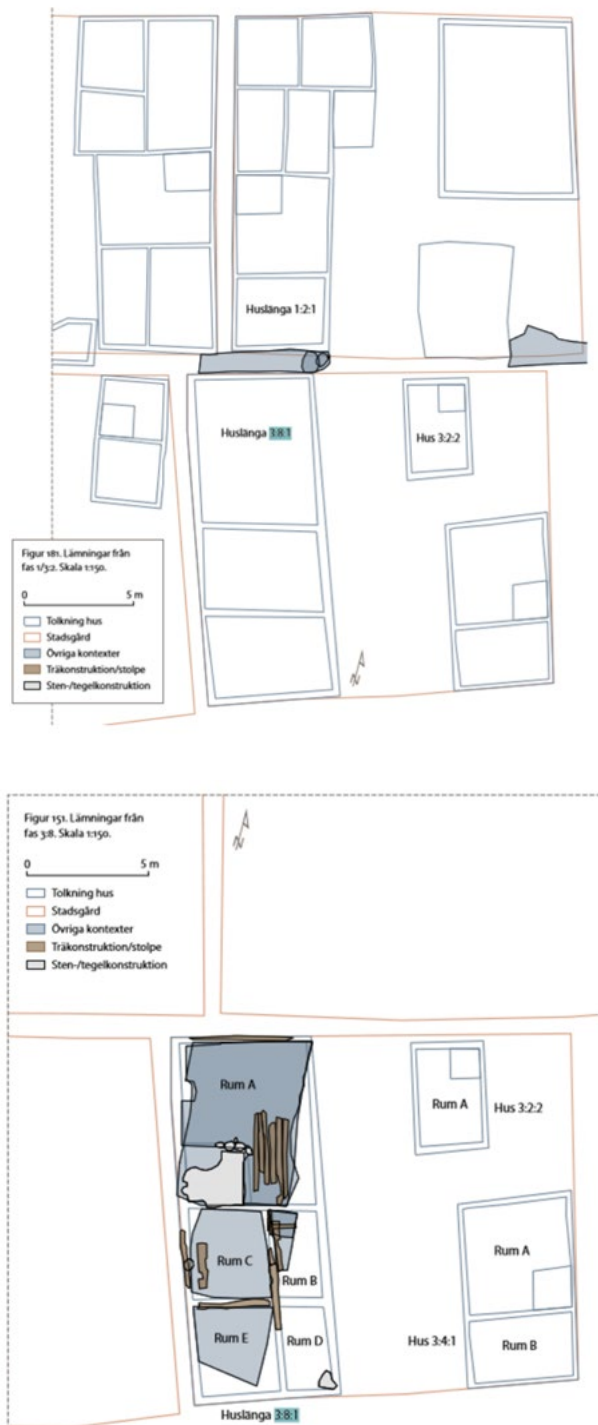 Huslänga 1:2:1
Huslänga 3:8:1
Hus 3:2:2
Figur 181. Lämningar från
fas 1/3:2. Skala 1:150.
0 5 m
Tolkning hus
Stadsgård
Övriga kontexter
Träkonstruktion/stolpe
Sten-/tegelkonstruktion
N
Figur 151. Lämningar från
fas 3:8. Skala 1:150.
0 5 m
Tolkning hus
Stadsgård
Övriga kontexter
Träkonstruktion/stolpe
Sten-/tegelkonstruktion
N
Rum A
Rum A
Hus 3:2:2
Rum C
Rum B
Rum A
Rum E
Rum D
Hus 3:4:1
Rum B
Huslänga 3:8:1